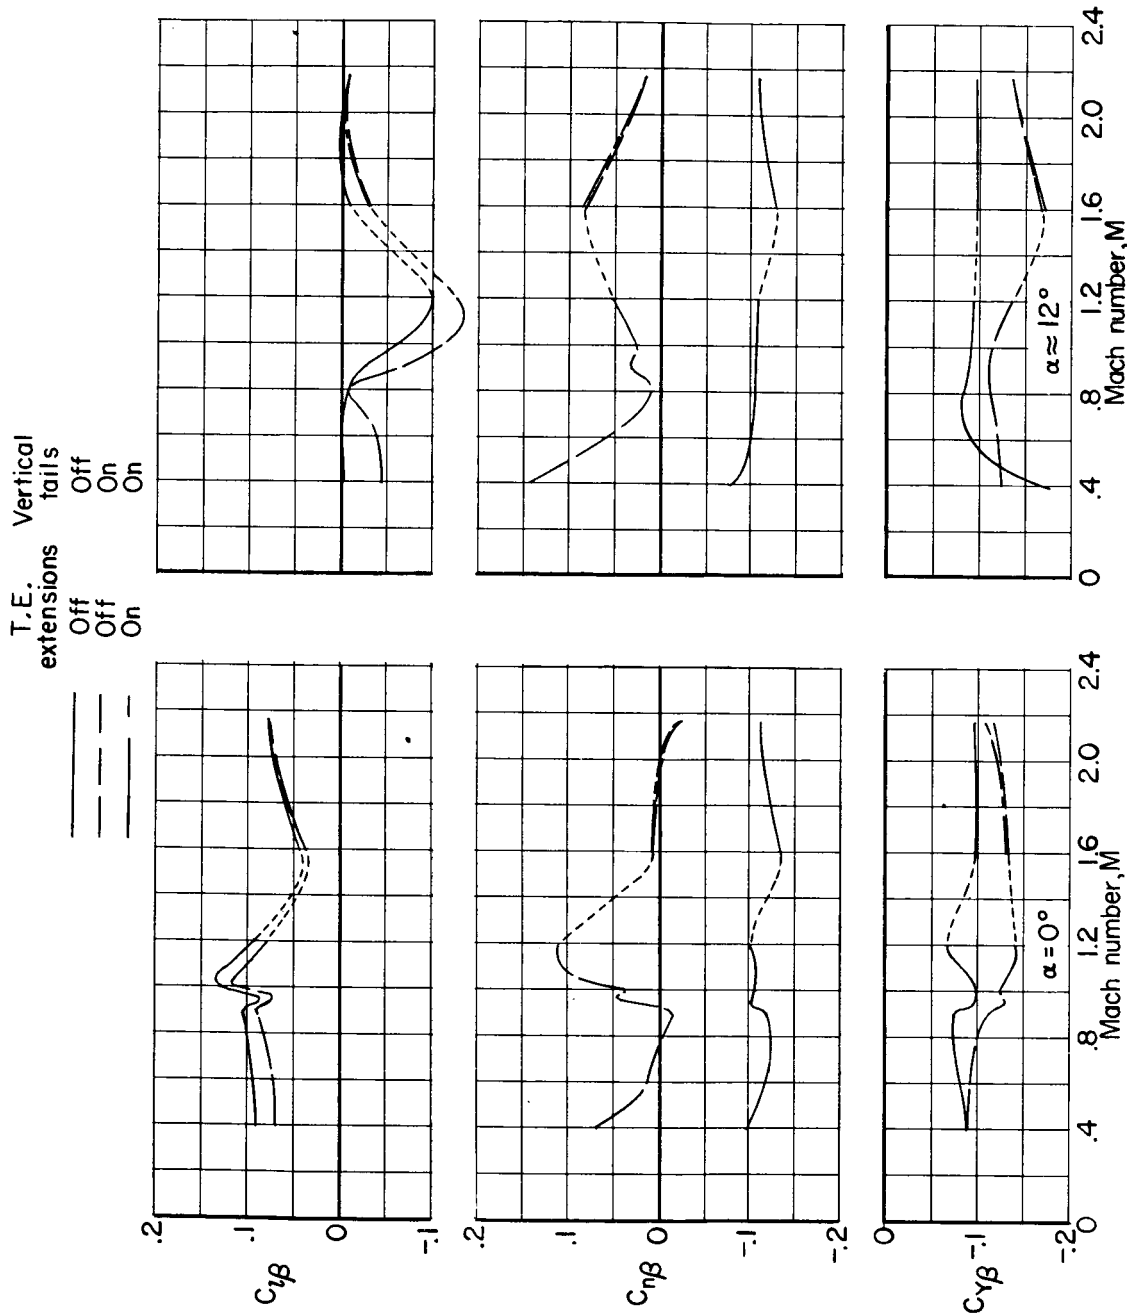 T.E. Vertical
extensions tails
Off Off
Off On
On On
.2
.1
0
-.1
C_lβ
.2
.1
0
-.1
-.2
C_nβ
0
-.1
-.2
C_Yβ
0 .4 .8 1.2 1.6 2.0 2.4
Mach number, M
α = 0°
0 .4 .8 1.2 1.6 2.0 2.4
Mach number, M
α ≈ 12°